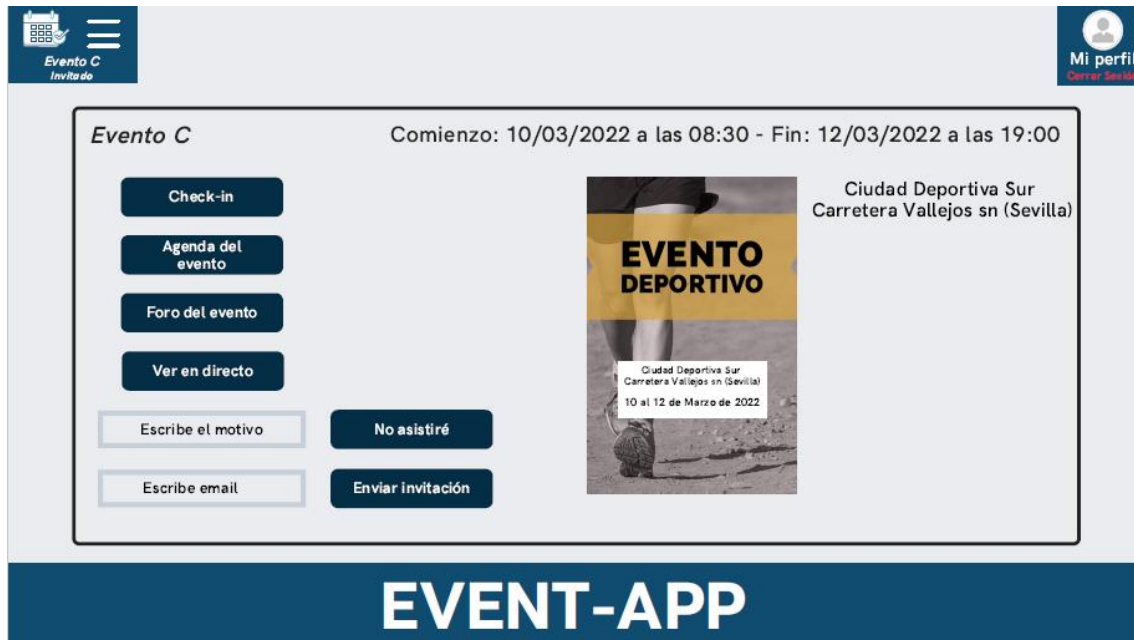 Evento C
Invitado
Mi perfil
Cerrar Sesión
Evento C
Comienzo: 10/03/2022 a las 08:30 - Fin: 12/03/2022 a las 19:00
Check-in
Agenda del
evento
Foro del evento
Ver en directo
Escribe el motivo
No asistiré
Escribe email
Enviar invitación
EVENTO
DEPORTIVO
Ciudad Deportiva Sur
Carretera Vallejos sn (Sevilla)
10 al 12 de Marzo de 2022
Ciudad Deportiva Sur
Carretera Vallejos sn (Sevilla)
EVENT-APP